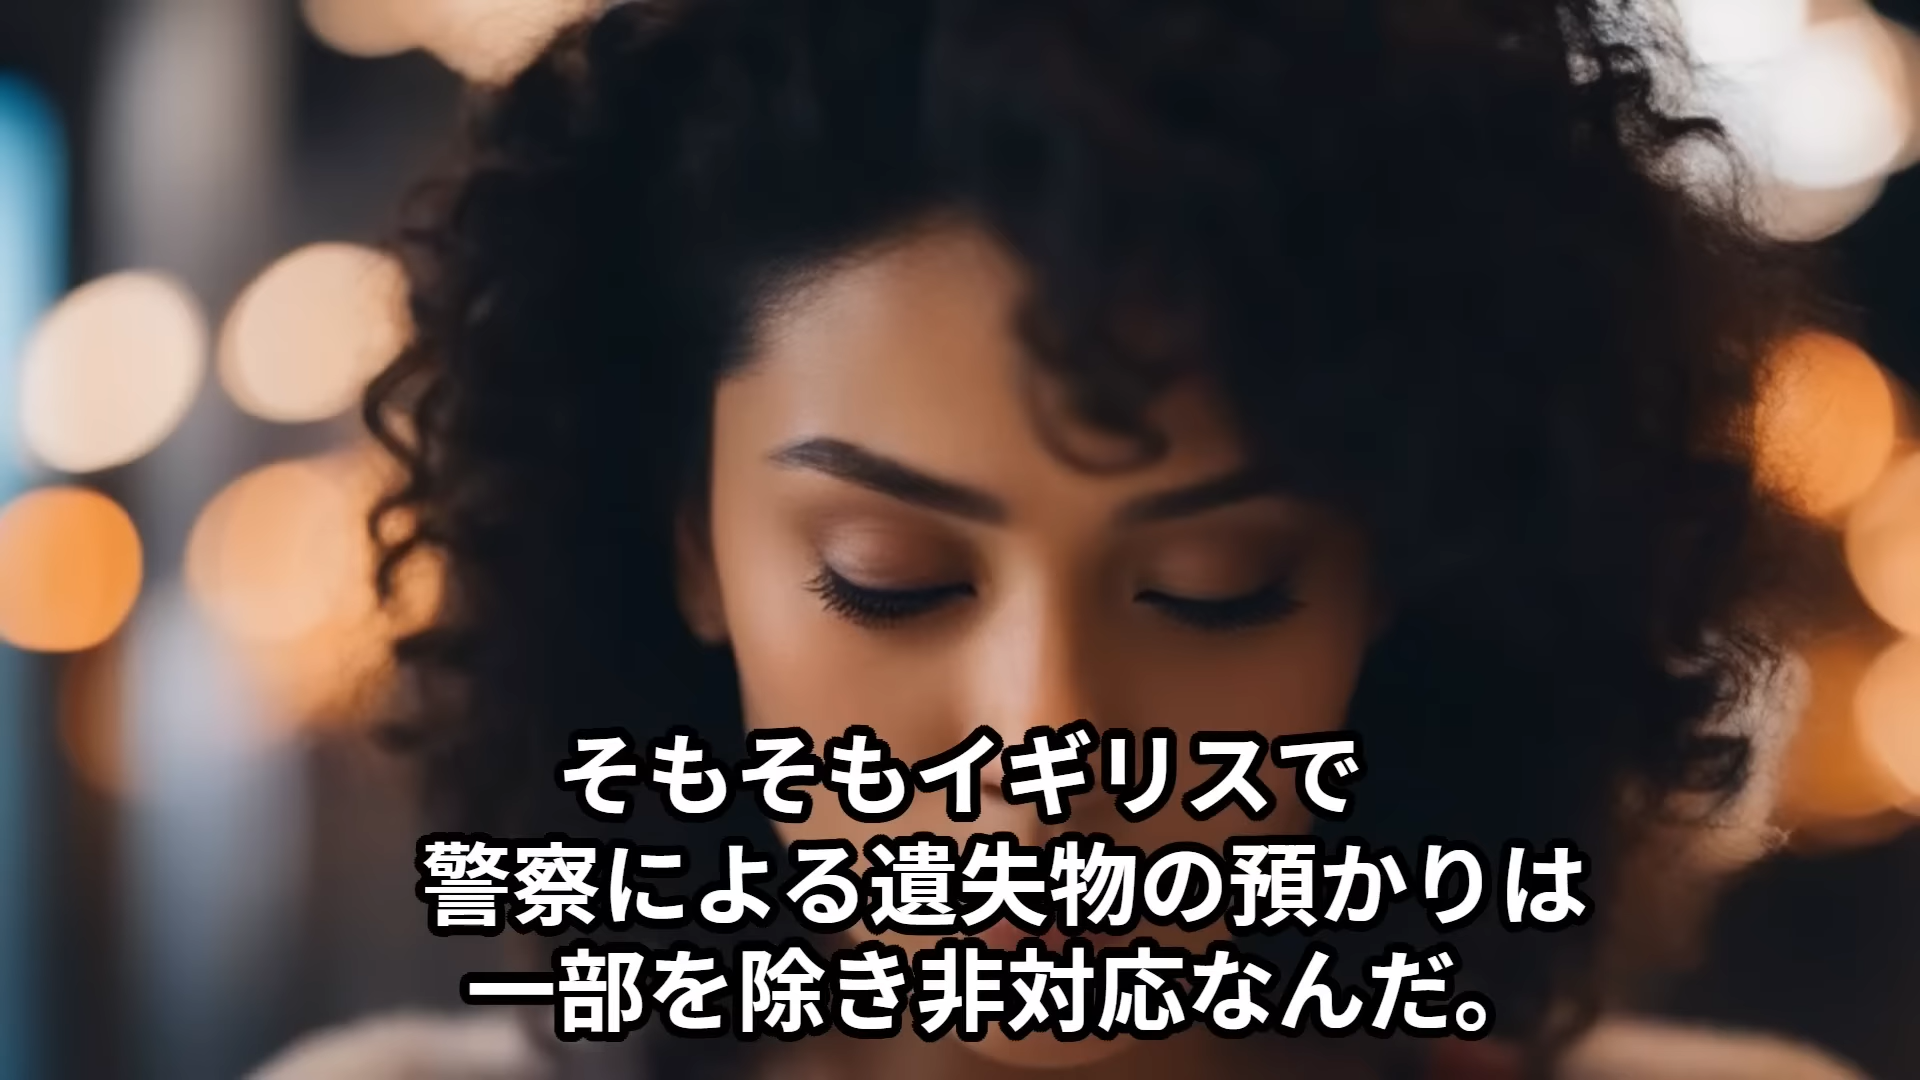 そもそもイギリスで
警察による遺失物の預かりは
一部を除き非対応なんだ。